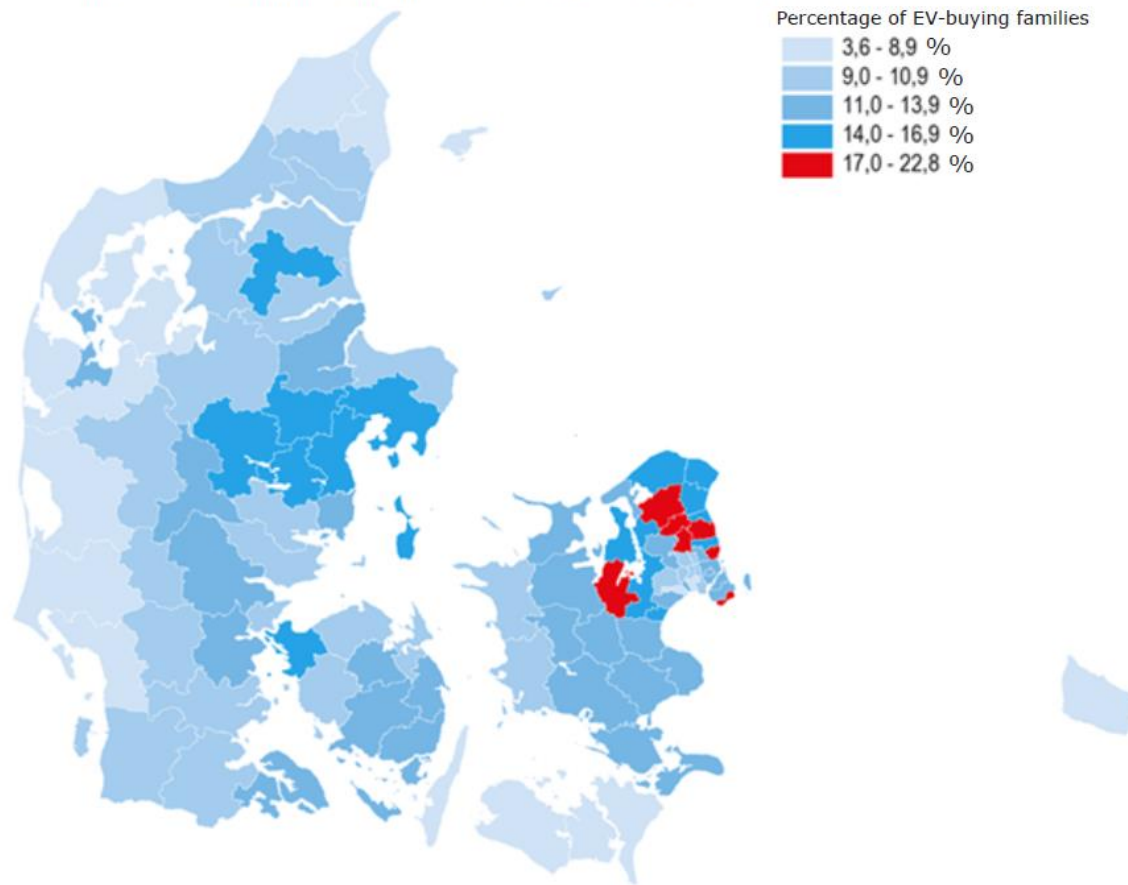 Percentage of EV-buying families
3,6 - 8,9 %
9,0 - 10,9 %
11,0 - 13,9 %
14,0 - 16,9 %
17,0 - 22,8 %